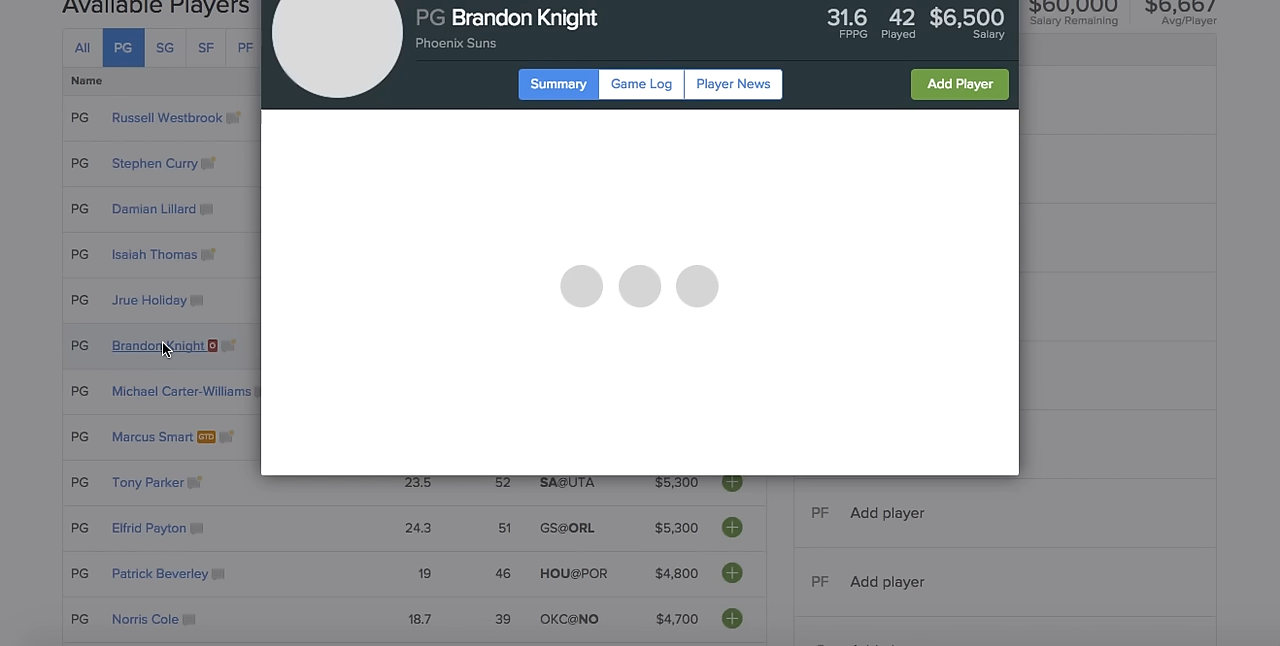 Available Players
$60,000 $6,667
Salary Remaining Avg/Player
All PG SG SF PF
Name
PG Brandon Knight
Phoenix Suns
31.6 42 $6,500
FPPG Played Salary
Summary Game Log Player News Add Player
PG Russell Westbrook
PG Stephen Curry
PG Damian Lillard
PG Isaiah Thomas
PG Jrue Holiday
PG Brandon Knight O
PG Michael Carter-Williams
PG Marcus Smart GTD
PG Tony Parker 23.5 52 SA@UTA $5,300
PG Elfrid Payton 24.3 51 GS@ORL $5,300
PF Add player
PG Patrick Beverley 19 46 HOU@POR $4,800
PF Add player
PG Norris Cole 18.7 39 OKC@NO $4,700